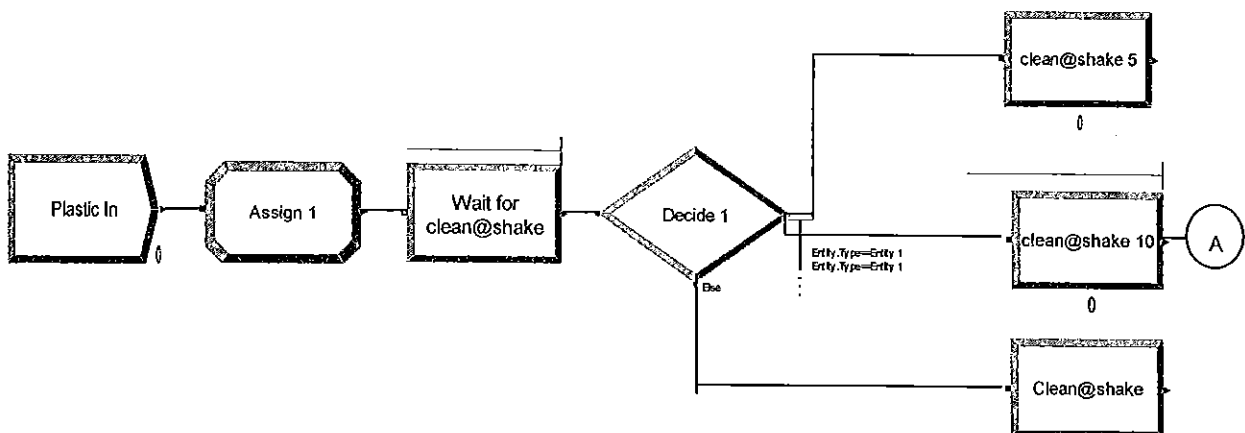 clean@shake 5
0
Plastic In
0
Assign 1
Wait for
clean@shake
Decide 1
Entity.Type==Entity 1
Entity.Type==Entity 1
Else
clean@shake 10
0
A
Clean@shake